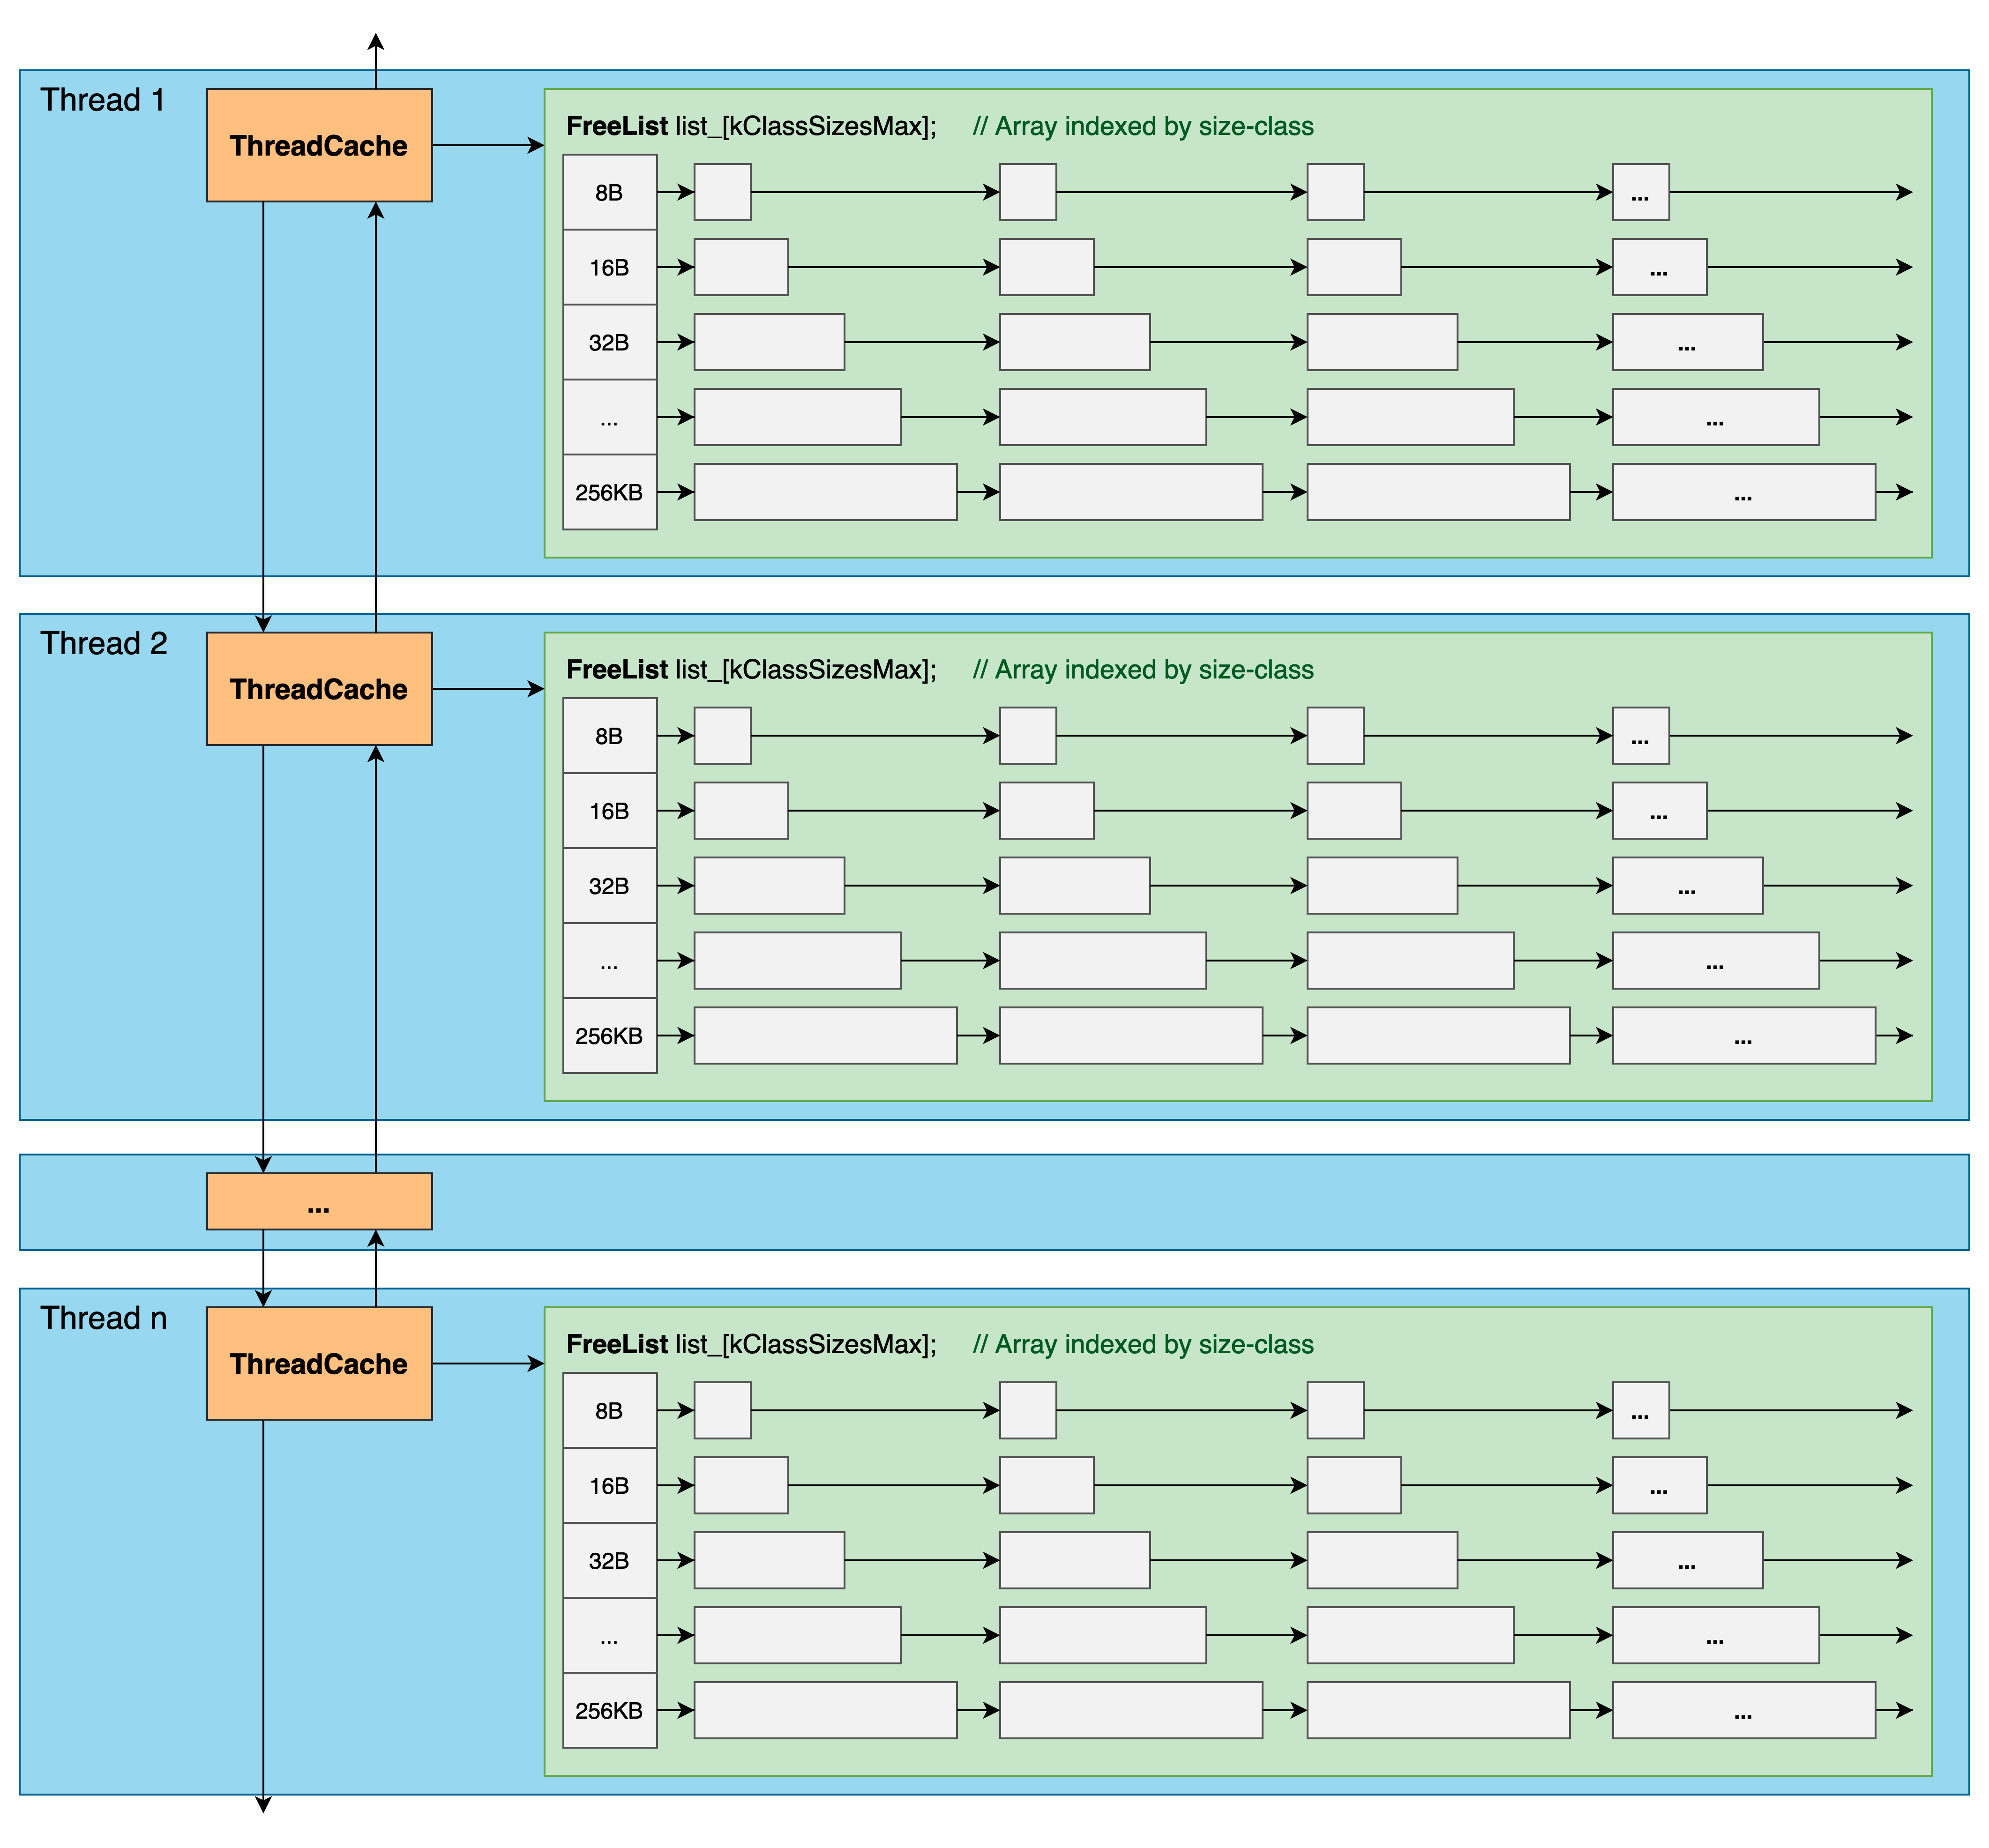 Thread 1
ThreadCache
FreeList list_[kClassSizesMax]; // Array indexed by size-class
8B ...
16B ...
32B ...
... ...
256KB ...
Thread 2
ThreadCache
FreeList list_[kClassSizesMax]; // Array indexed by size-class
8B ...
16B ...
32B ...
... ...
256KB ...
...
Thread n
ThreadCache
FreeList list_[kClassSizesMax]; // Array indexed by size-class
8B ...
16B ...
32B ...
... ...
256KB ...